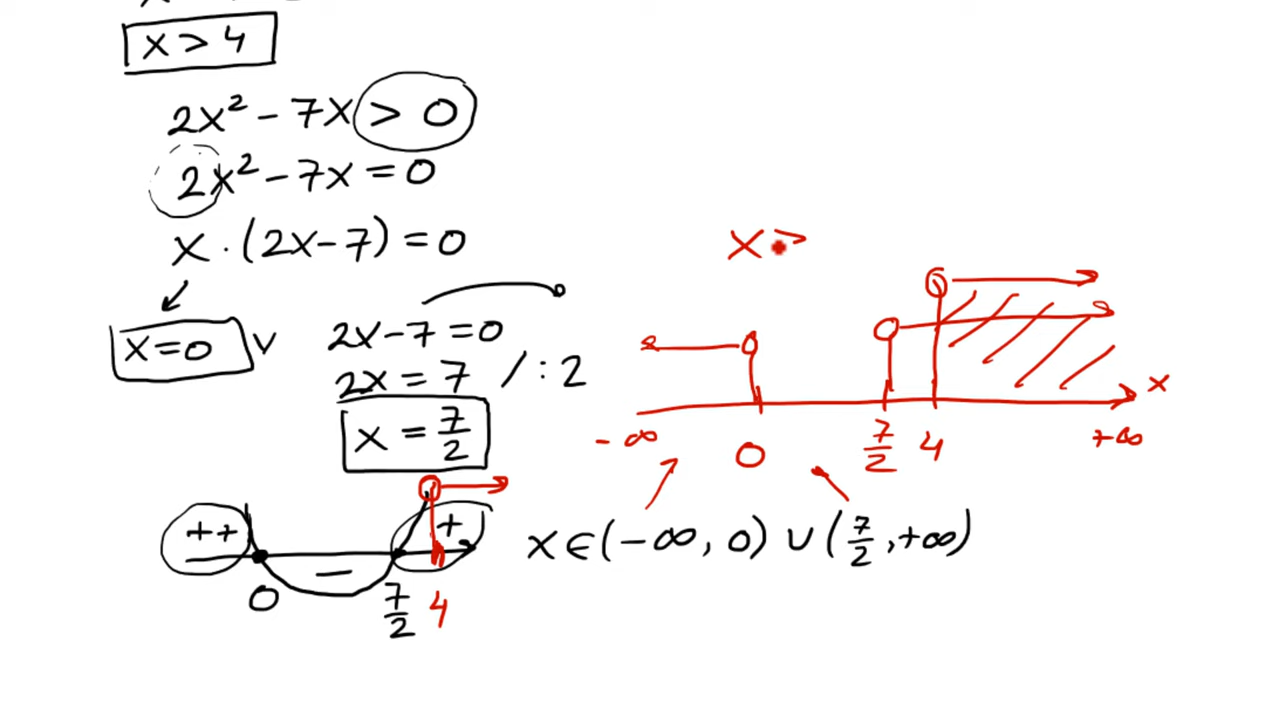 x > 4
2x² - 7x > 0
2x² - 7x = 0
x · (2x-7) = 0
x=0 ∨ 2x-7=0
2x = 7 /:2
x = 7/2
++ - +
0 7/2 4
x>
x
-∞ 0 7/2 4 +∞
x∈(-∞, 0) ∪ (7/2, +∞)